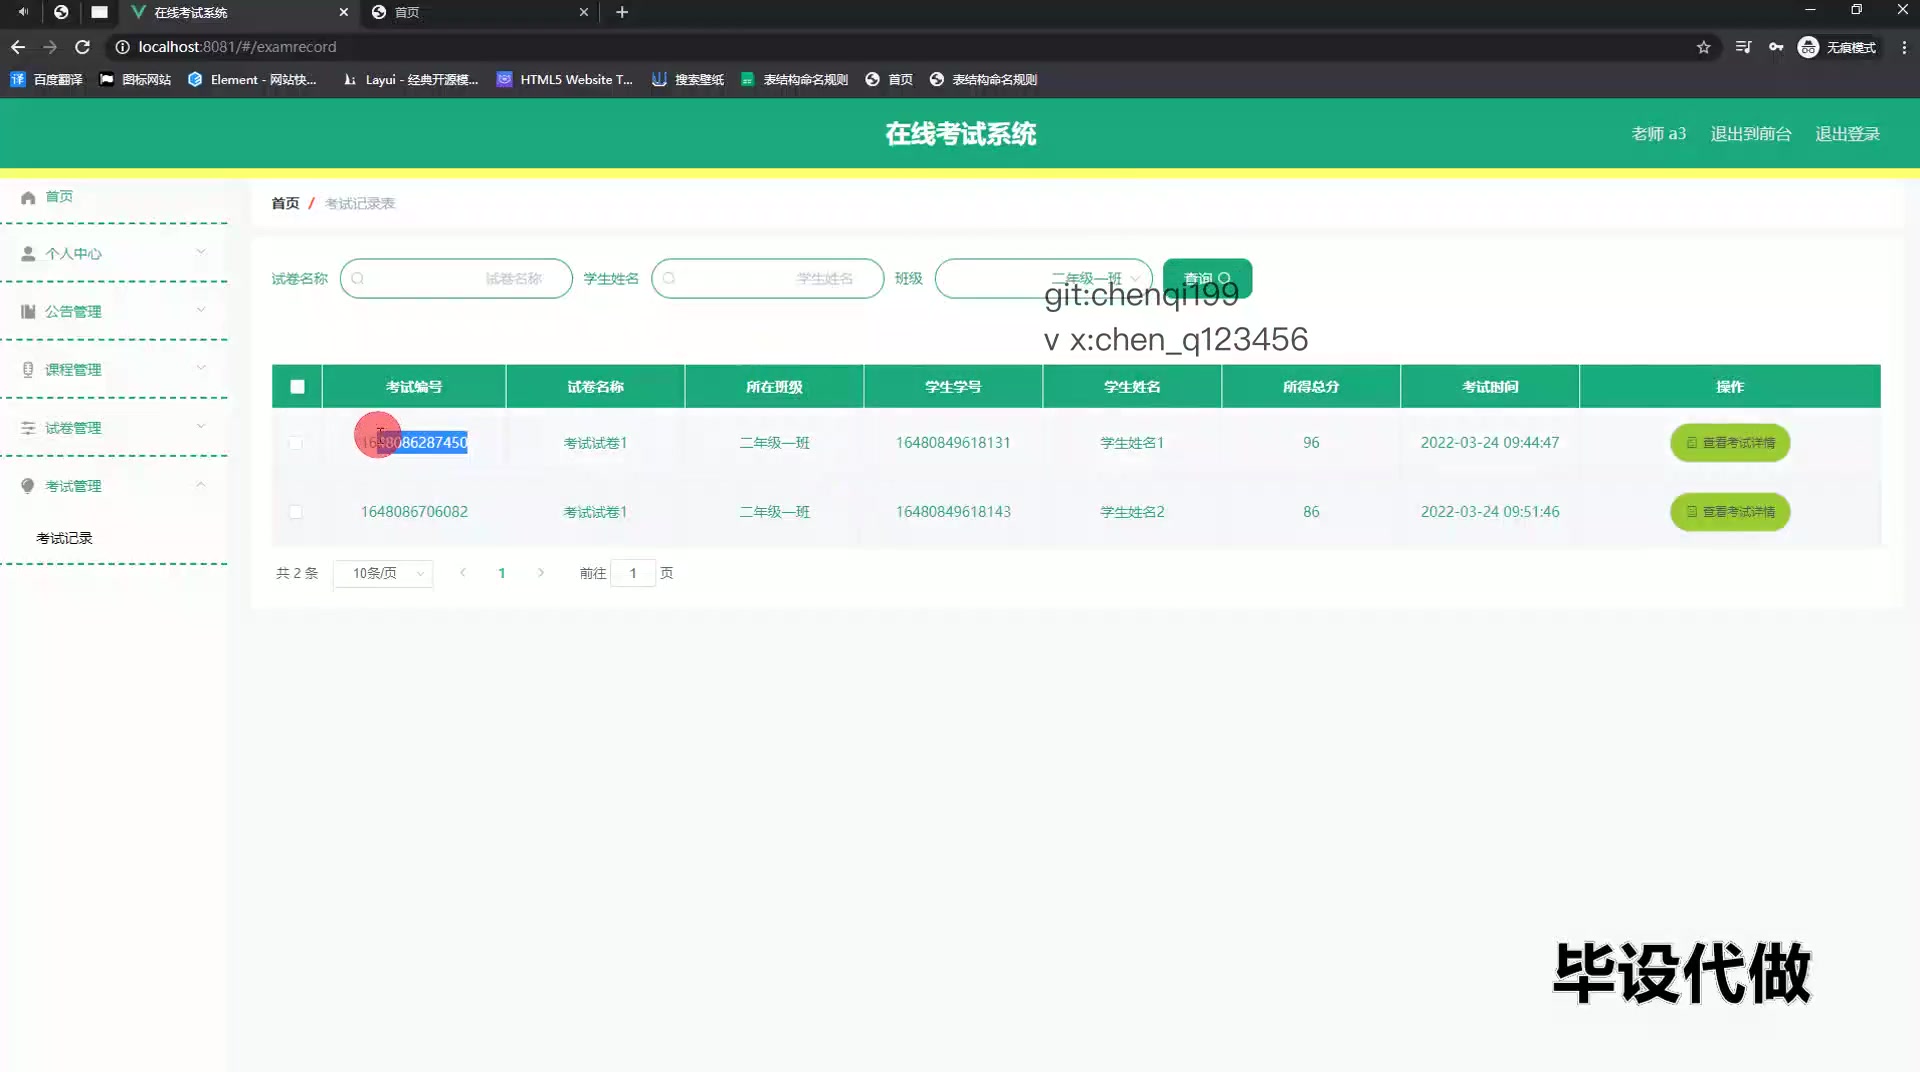 在线考试系统
首页
localhost:8081/#/examrecord
无痕模式
百度翻译
图标网站
Element - 网站快...
Layui - 经典开源模...
HTML5 Website T...
搜索壁纸
表结构命名规则
首页
表结构命名规则
在线考试系统
老师 a3
退出到前台
退出登录
首页
个人中心
公告管理
课程管理
试卷管理
考试管理
考试记录
首页 / 考试记录表
试卷名称
试卷名称
学生姓名
学生姓名
班级
二年级一班
查询
git:chenqi199
v x:chen_q123456
考试编号 试卷名称 所在班级 学生学号 学生姓名 所得总分 考试时间 操作
1648086287450 考试试卷1 二年级一班 16480849618131 学生姓名1 96 2022-03-24 09:44:47 查看考试详情
1648086706082 考试试卷1 二年级一班 16480849618143 学生姓名2 86 2022-03-24 09:51:46 查看考试详情
共 2 条 10条/页 1 前往 1 页
毕设代做